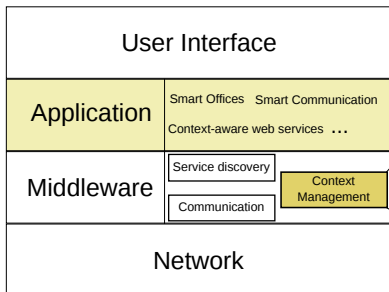 User Interface
Application
Smart Offices Smart Communication
Context-aware web services ...
Middleware
Service discovery
Communication
Context
Management
Network